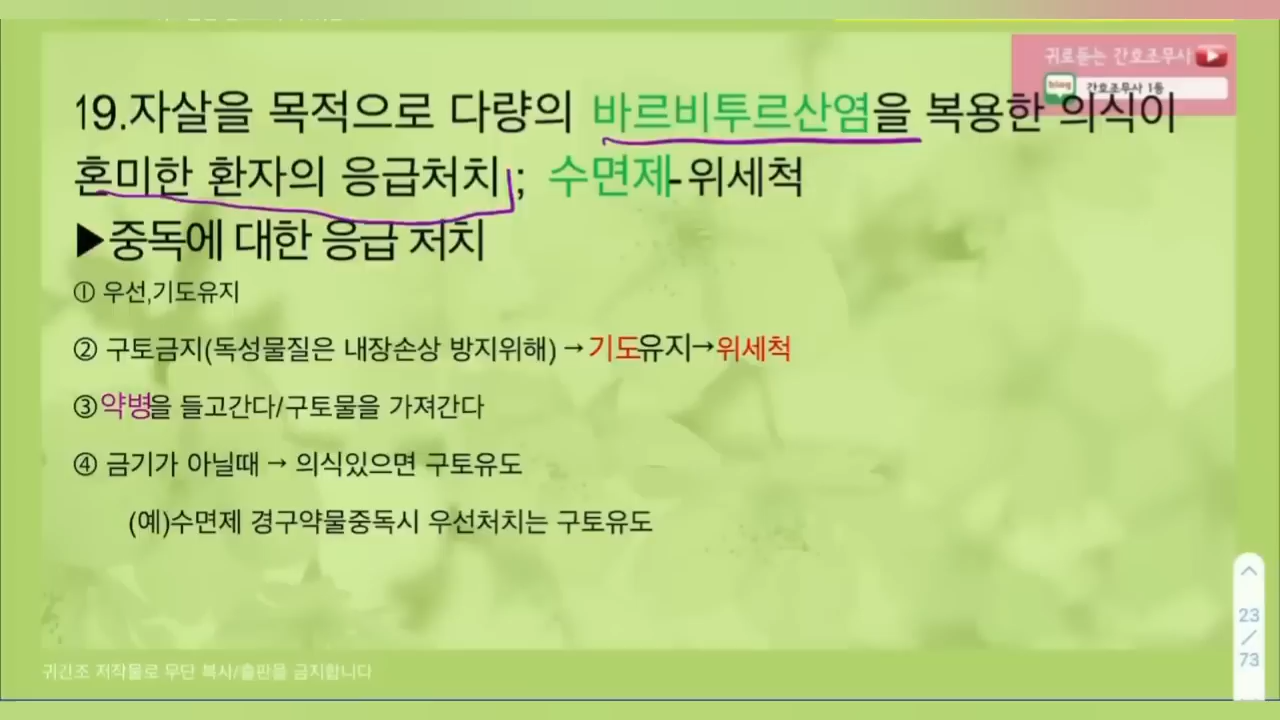 귀로듣는 간호조무사
blog 간호조무사 1등
19.자살을 목적으로 다량의 바르비투르산염을 복용한 의식이
혼미한 환자의 응급처치 ; 수면제-위세척
▶중독에 대한 응급 처치
① 우선,기도유지
② 구토금지(독성물질은 내장손상 방지위해) → 기도유지→위세척
③약병을 들고간다/구토물을 가져간다
④ 금기가 아닐때 → 의식있으면 구토유도
(예)수면제 경구약물중독시 우선처치는 구토유도
23
/
73
귀간조 저작물로 무단 복사/출판을 금지합니다